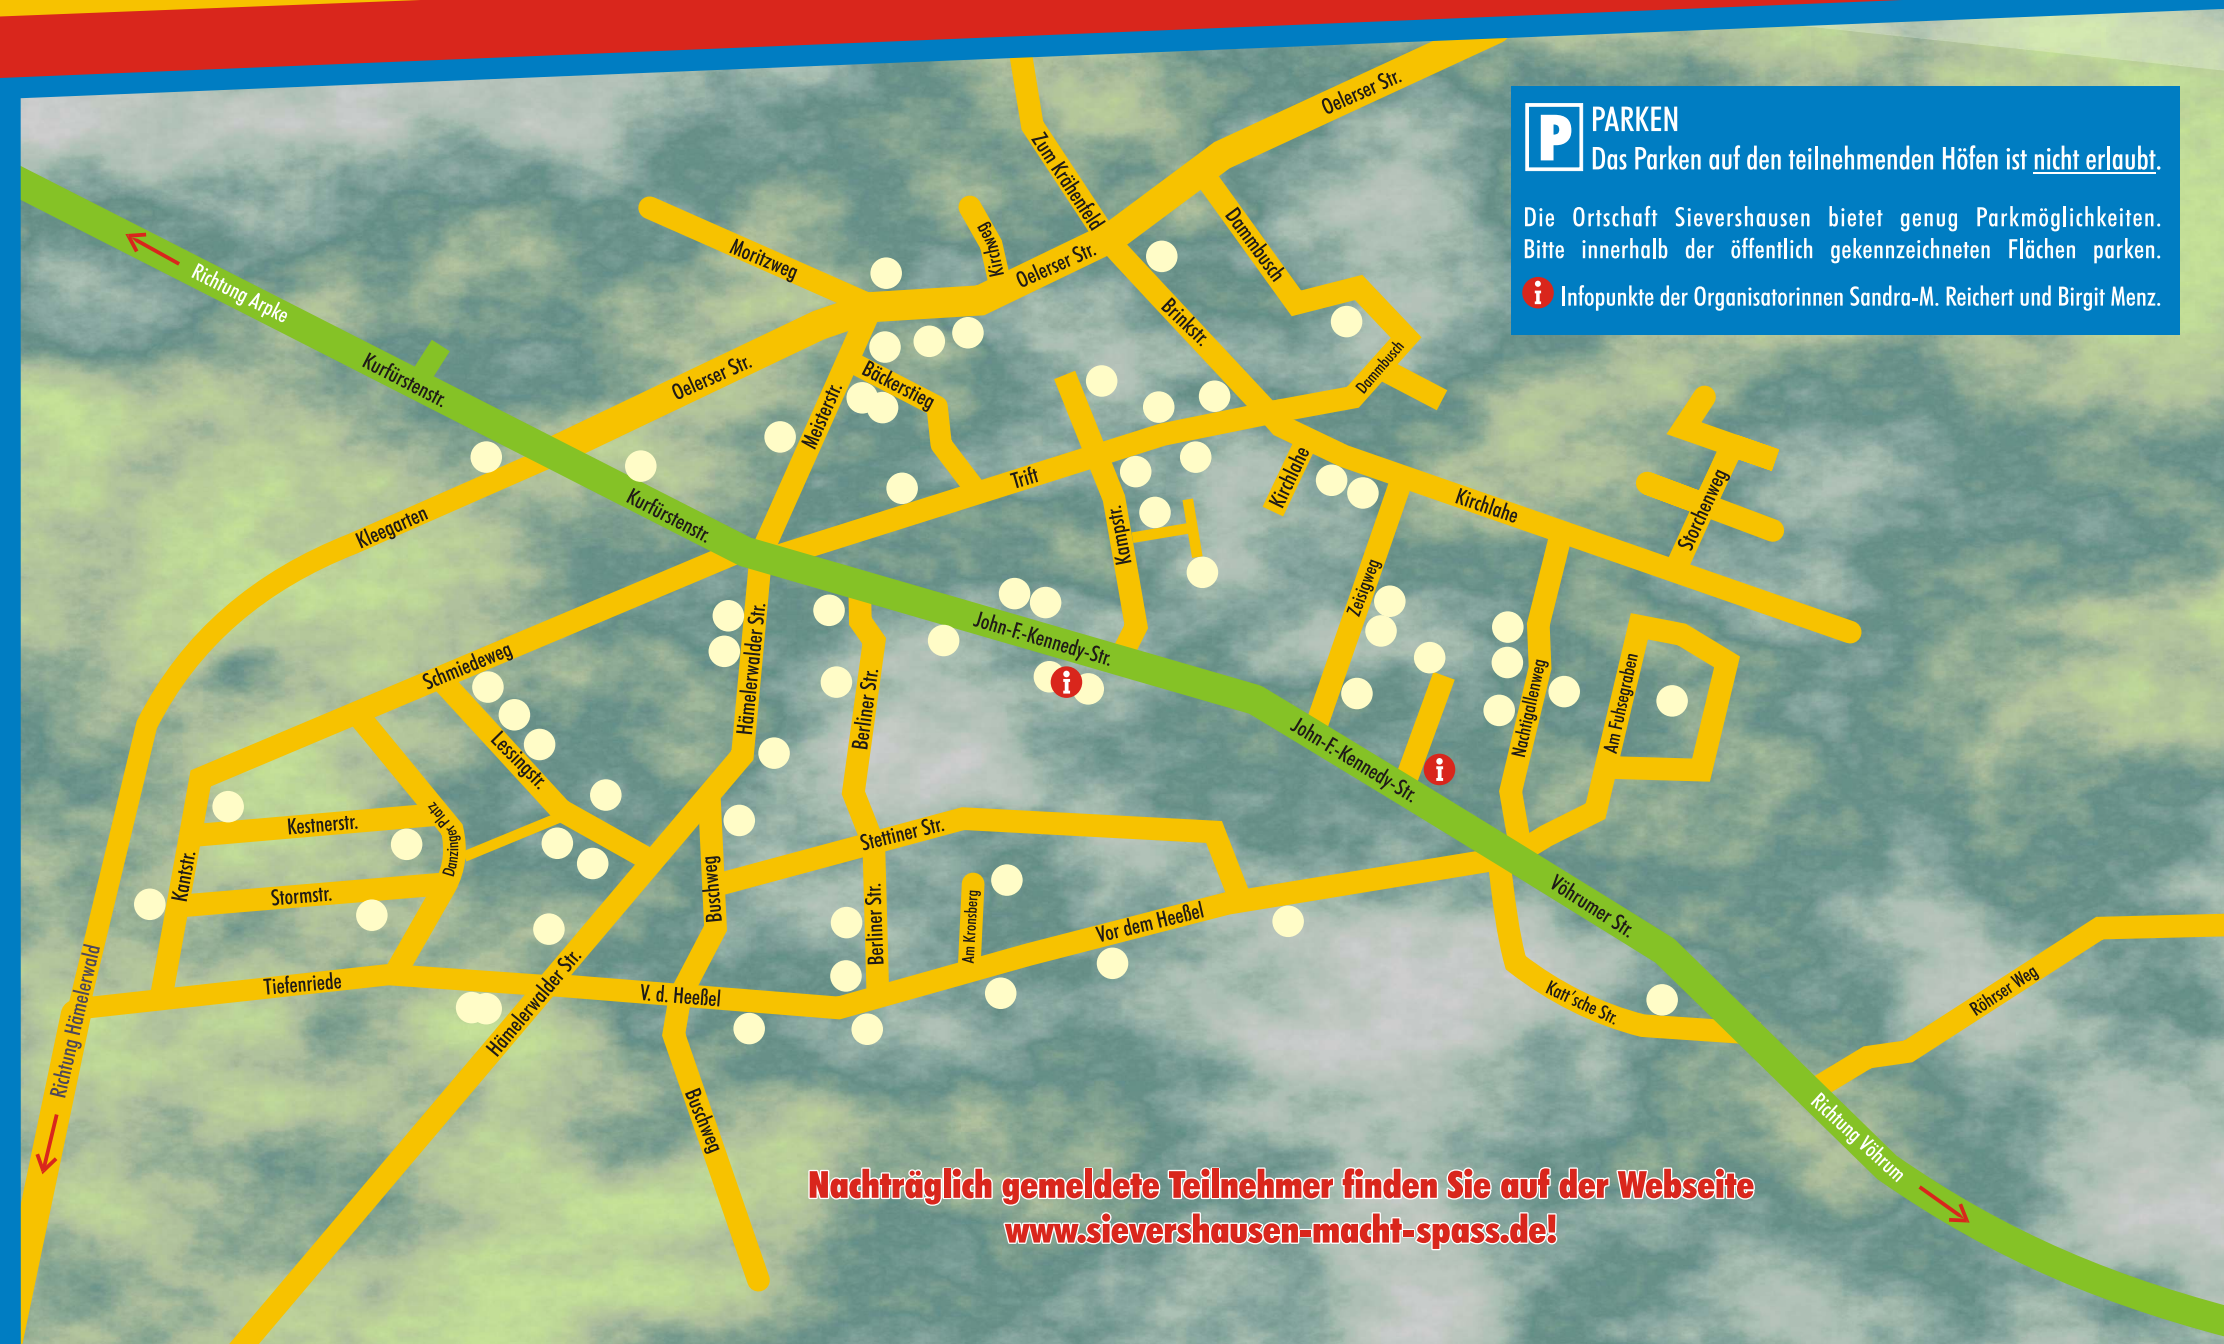 P PARKEN
Das Parken auf den teilnehmenden Höfen ist nicht erlaubt.
Die Ortschaft Sievershausen bietet genug Parkmöglichkeiten.
Bitte innerhalb der öffentlich gekennzeichneten Flächen parken.
i Infopunkte der Organisatorinnen Sandra-M. Reichert und Birgit Menz.
Oelerser Str.
Zum Krähenfeld
Kirchweg
Moritzweg
Oelerser Str.
Dammbusch
Richtung Arpke
Kurfürstenstr.
Oelerser Str.
Brinkstr.
Dammbusch
Bäckerstieg
Meisterstr.
Trift
Kirchlahe
Kirchlahe
Storchenweg
Kurfürstenstr.
Kleegarten
Kampstr.
Zeisigweg
John-F.-Kennedy-Str.
Schmiedeweg
Hämelerwalder Str.
Berliner Str.
i
Nachtigallenweg
Am Fuhsegraben
Lessingstr.
John-F.-Kennedy-Str.
i
Kestnerstr.
Danzinger Platz
Stettiner Str.
Kantstr.
Stormstr.
Buschweg
Berliner Str.
Am Kronsberg
Vor dem Heeßel
Vöhrumer Str.
Richtung Hämelerwald
Tiefenriede
Hämelerwalder Str.
V. d. Heeßel
Katt'sche Str.
Röhrser Weg
Buschweg
Richtung Vöhrum
Nachträglich gemeldete Teilnehmer finden Sie auf der Webseite
www.sievershausen-macht-spass.de!